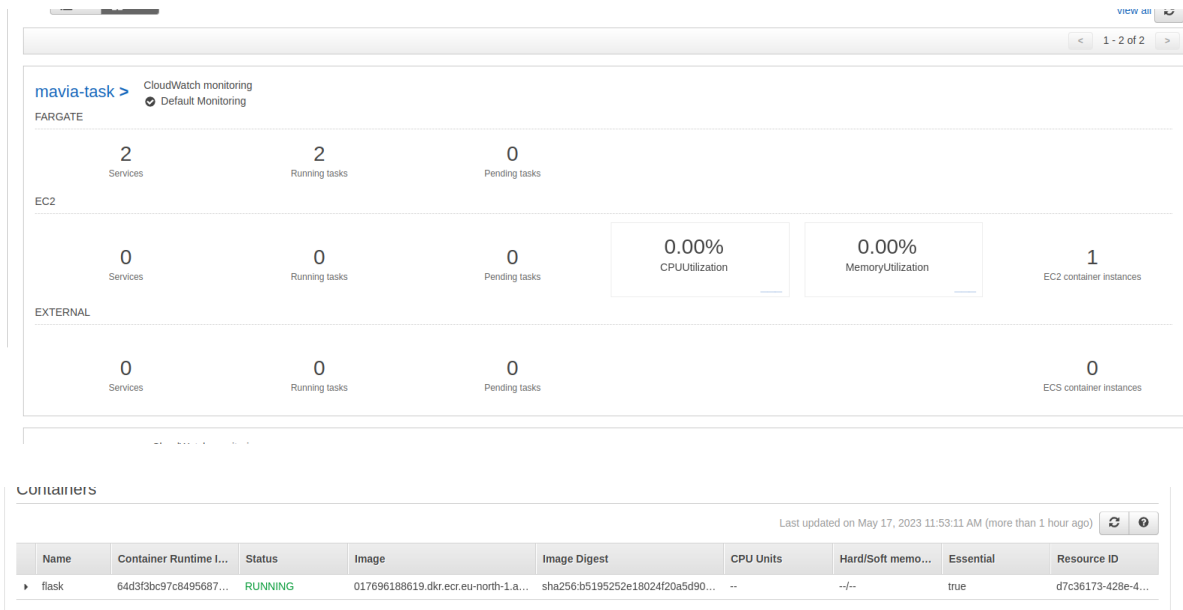 view all
< 1 - 2 of 2 >
mavia-task >
CloudWatch monitoring
Default Monitoring
FARGATE
2 2 0
Services Running tasks Pending tasks
EC2
0 0 0 0.00% 0.00% 1
Services Running tasks Pending tasks CPUUtilization MemoryUtilization EC2 container instances
EXTERNAL
0 0 0 0
Services Running tasks Pending tasks ECS container instances
Containers
Last updated on May 17, 2023 11:53:11 AM (more than 1 hour ago)
Name Container Runtime I... Status Image Image Digest CPU Units Hard/Soft memo... Essential Resource ID
flask 64d3f3bc97c8495687... RUNNING 017696188619.dkr.ecr.eu-north-1.a... sha256:b5195252e18024f20a5d90... -- --/-- true d7c36173-428e-4...